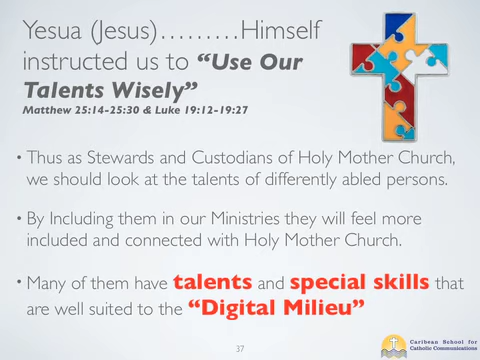 Yesua (Jesus)………Himself
instructed us to “Use Our
Talents Wisely”
Matthew 25:14-25:30 & Luke 19:12-19:27
• Thus as Stewards and Custodians of Holy Mother Church,
we should look at the talents of differently abled persons.
• By Including them in our Ministries they will feel more
included and connected with Holy Mother Church.
• Many of them have talents and special skills that
are well suited to the “Digital Milieu”
37
Caribean School for
Catholic Communications